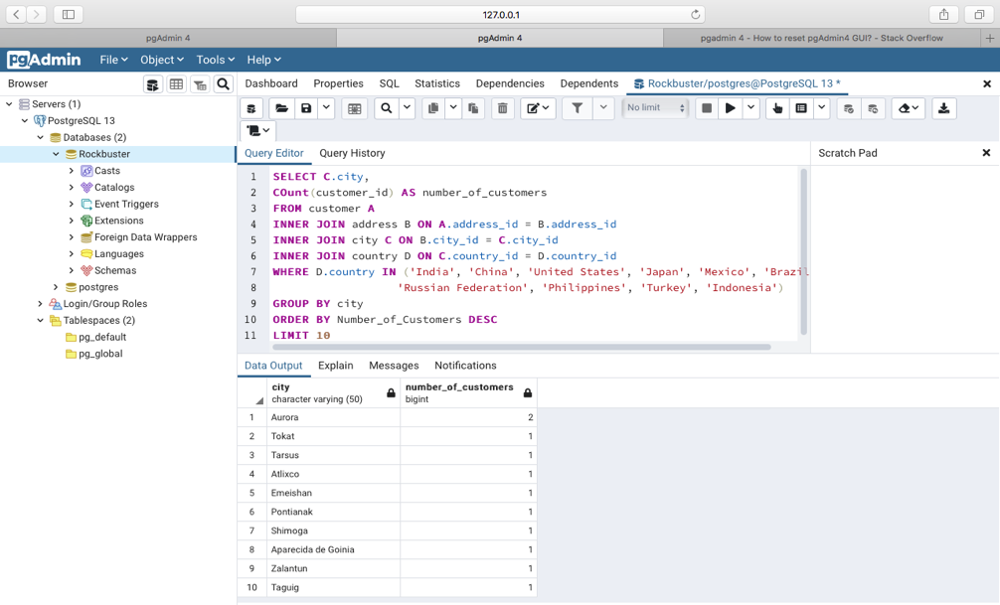 127.0.0.1
pgAdmin 4
pgAdmin 4
pgadmin 4 - How to reset pgAdmin4 GUI? - Stack Overflow
pgAdmin File Object Tools Help
Browser
Dashboard Properties SQL Statistics Dependencies Dependents Rockbuster/postgres@PostgreSQL 13 *
Servers (1)
PostgreSQL 13
Databases (2)
Rockbuster
Casts
Catalogs
Event Triggers
Extensions
Foreign Data Wrappers
Languages
Schemas
postgres
Login/Group Roles
Tablespaces (2)
pg_default
pg_global
No limit
Query Editor Query History
Scratch Pad
1 SELECT C.city,
2 COunt(customer_id) AS number_of_customers
3 FROM customer A
4 INNER JOIN address B ON A.address_id = B.address_id
5 INNER JOIN city C ON B.city_id = C.city_id
6 INNER JOIN country D ON C.country_id = D.country_id
7 WHERE D.country IN ('India', 'China', 'United States', 'Japan', 'Mexico', 'Brazil
8 'Russian Federation', 'Philippines', 'Turkey', 'Indonesia')
9 GROUP BY city
10 ORDER BY Number_of_Customers DESC
11 LIMIT 10
Data Output Explain Messages Notifications
city number_of_customers
character varying (50) bigint
1 Aurora 2
2 Tokat 1
3 Tarsus 1
4 Atlixco 1
5 Emeishan 1
6 Pontianak 1
7 Shimoga 1
8 Aparecida de Goinia 1
9 Zalantun 1
10 Taguig 1